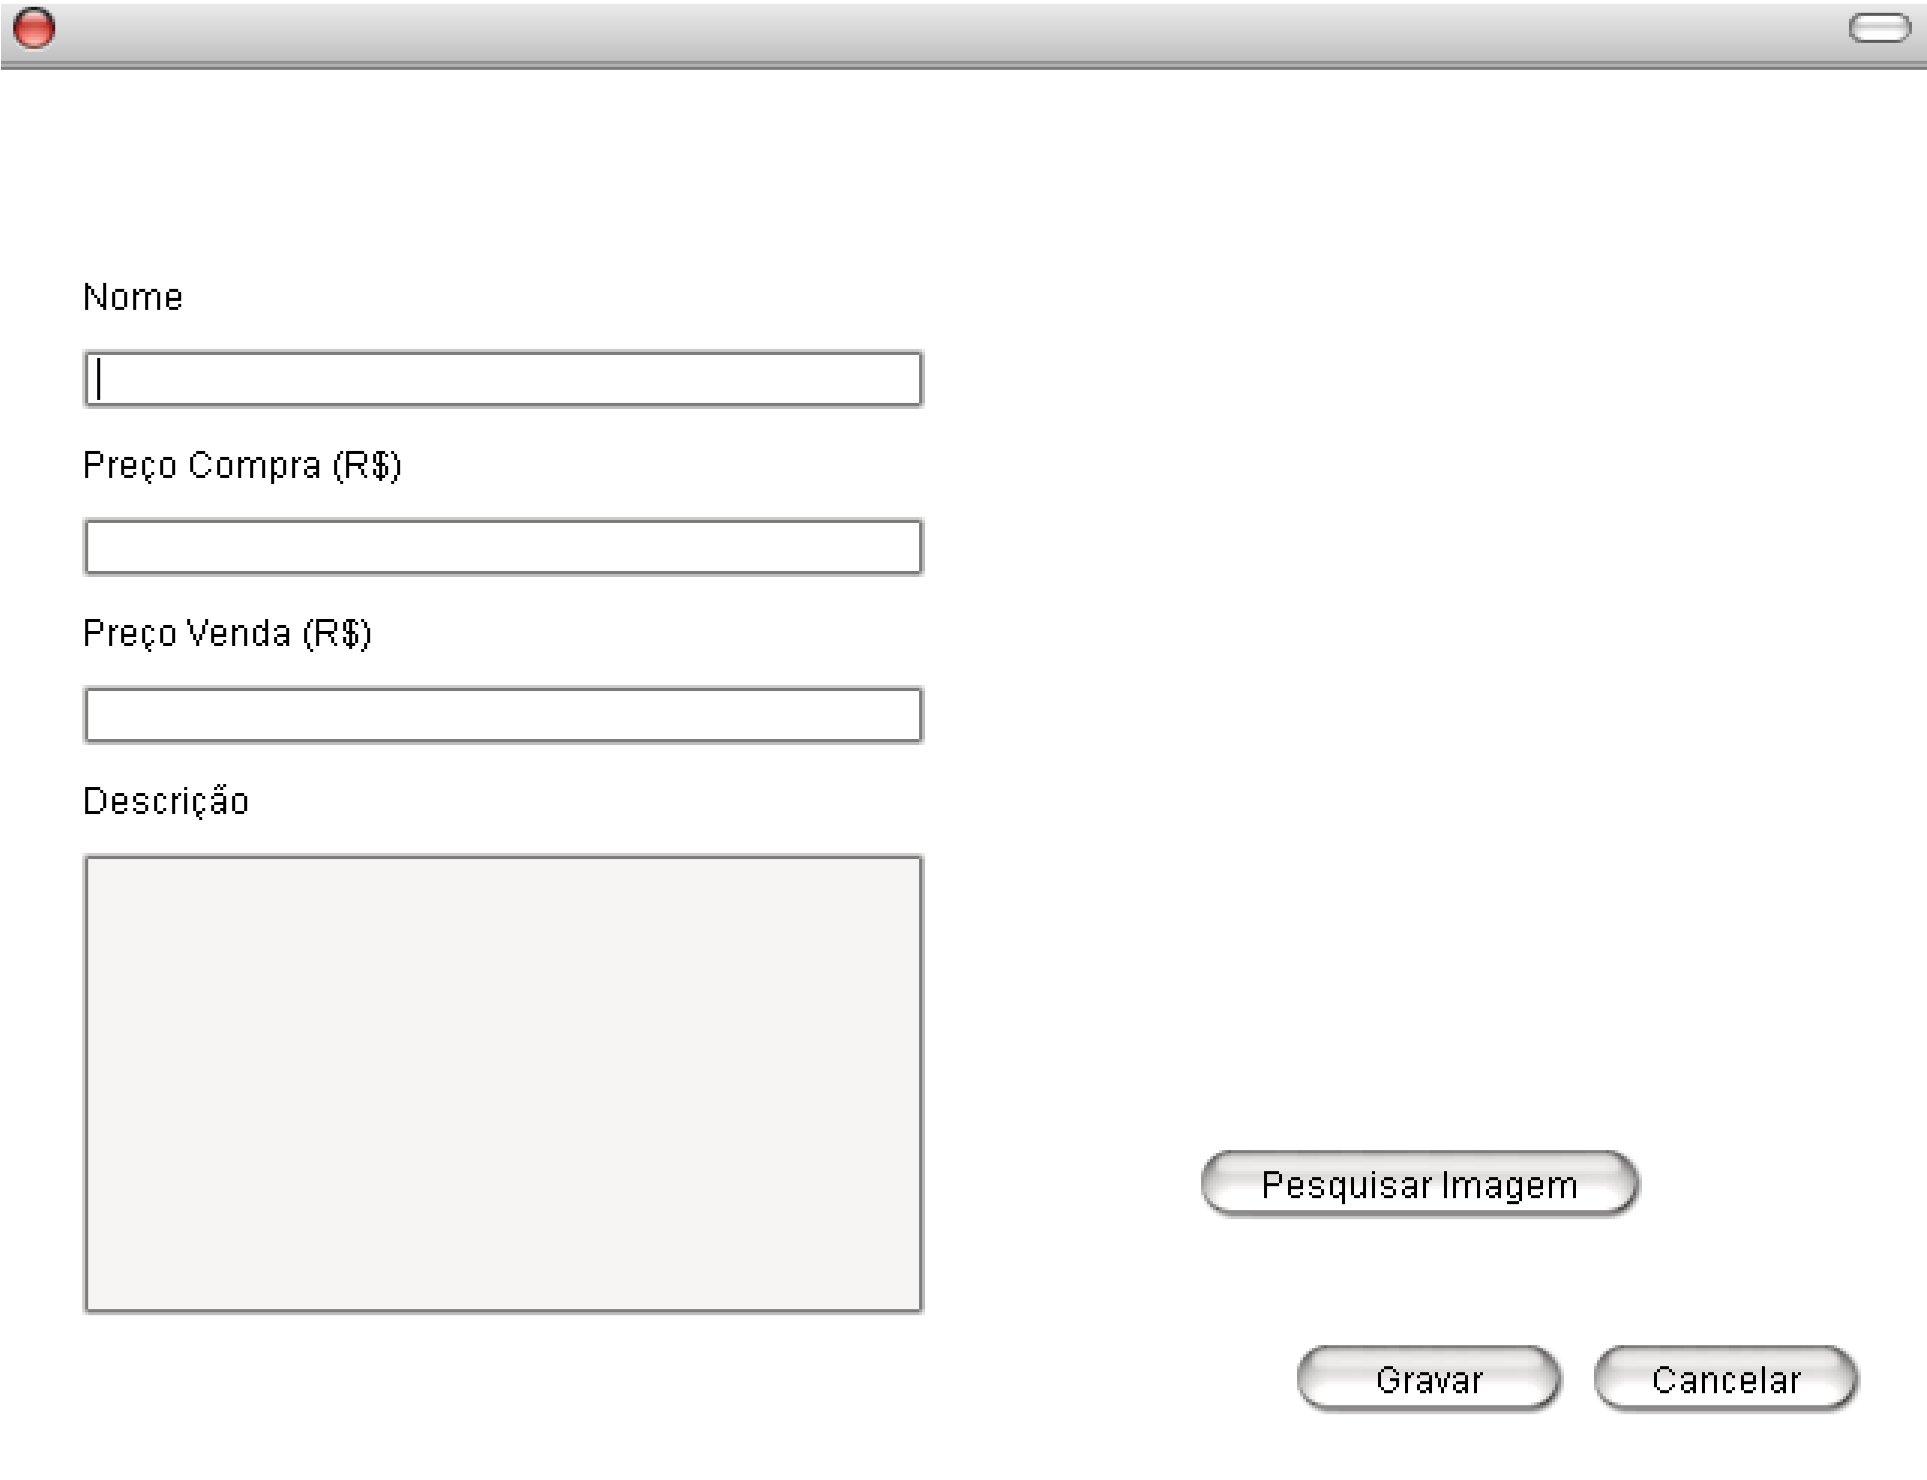 Nome
Preço Compra (R$)
Preço Venda (R$)
Descrição
Pesquisar Imagem
Gravar
Cancelar